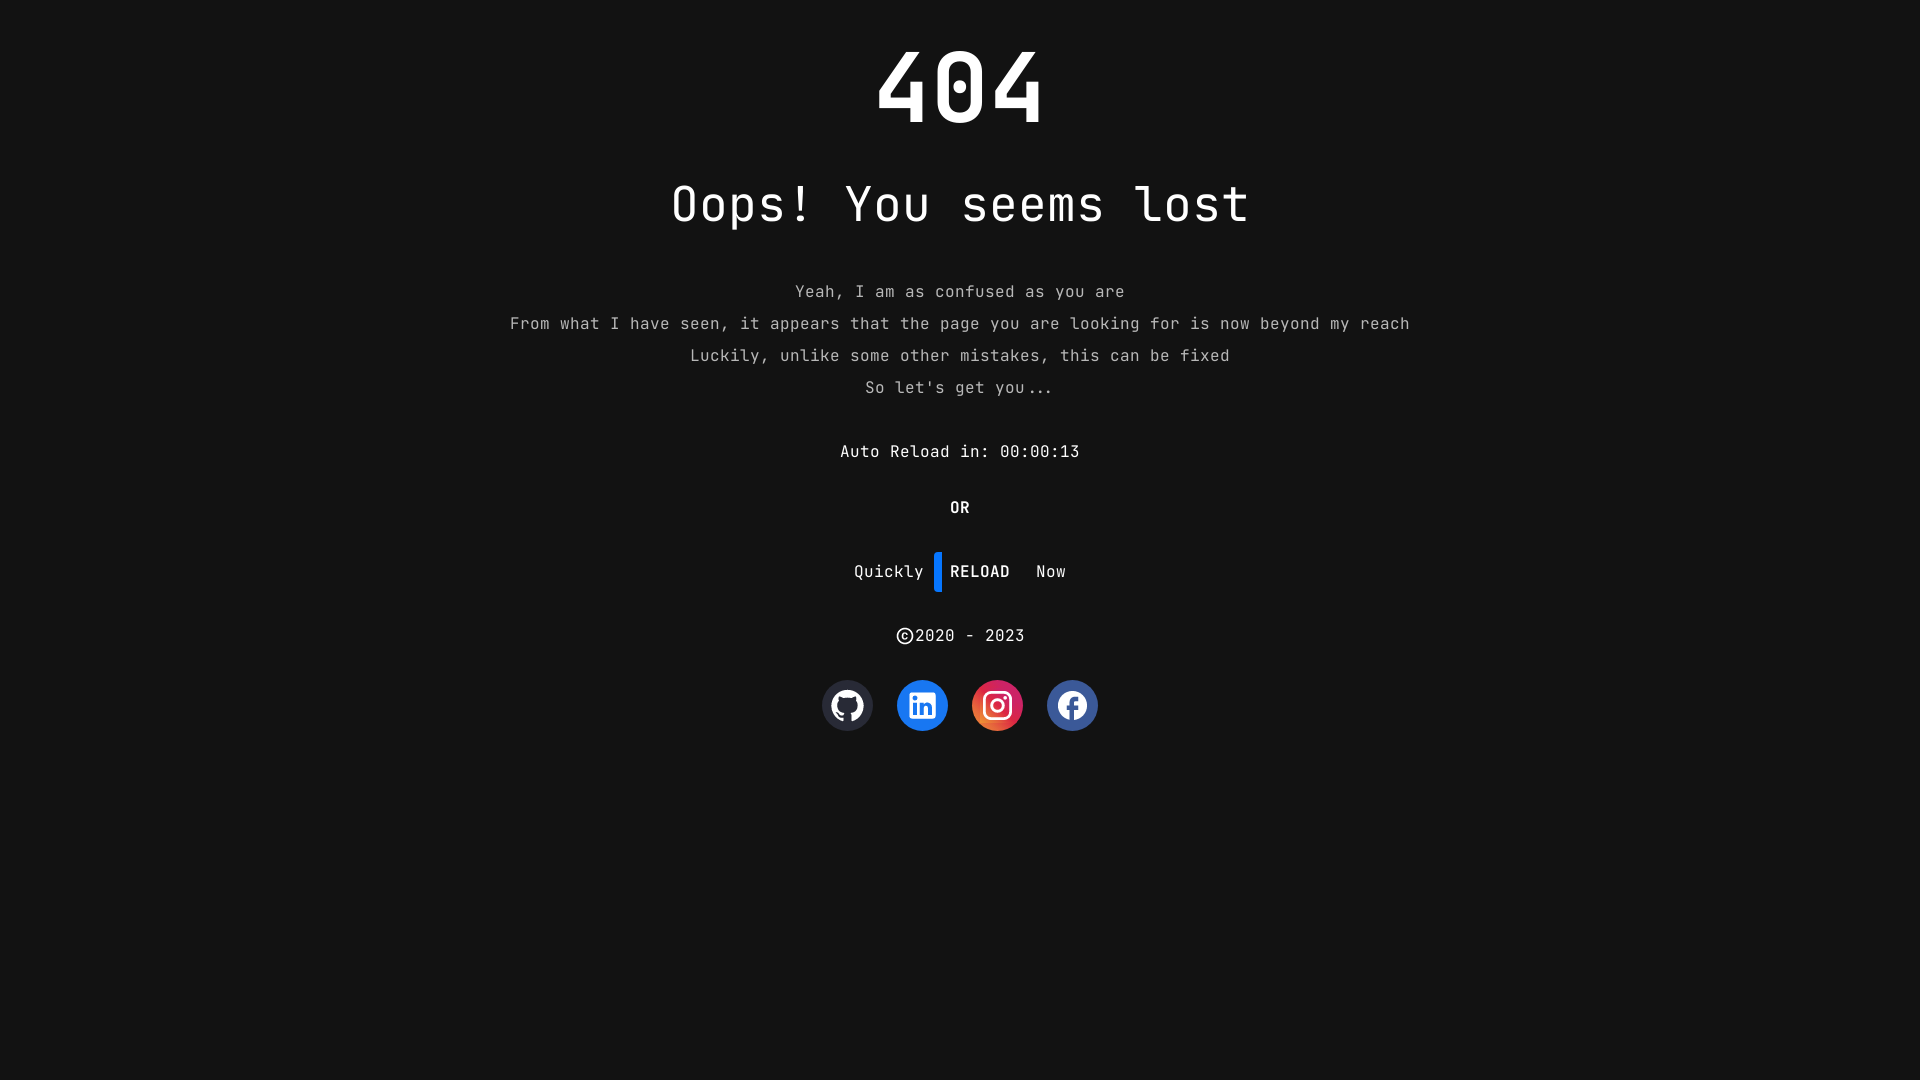 404
Oops! You seems lost
Yeah, I am as confused as you are
From what I have seen, it appears that the page you are looking for is now beyond my reach
Luckily, unlike some other mistakes, this can be fixed
So let's get you...
Auto Reload in: 00:00:13
OR
Quickly RELOAD Now
©2020 - 2023